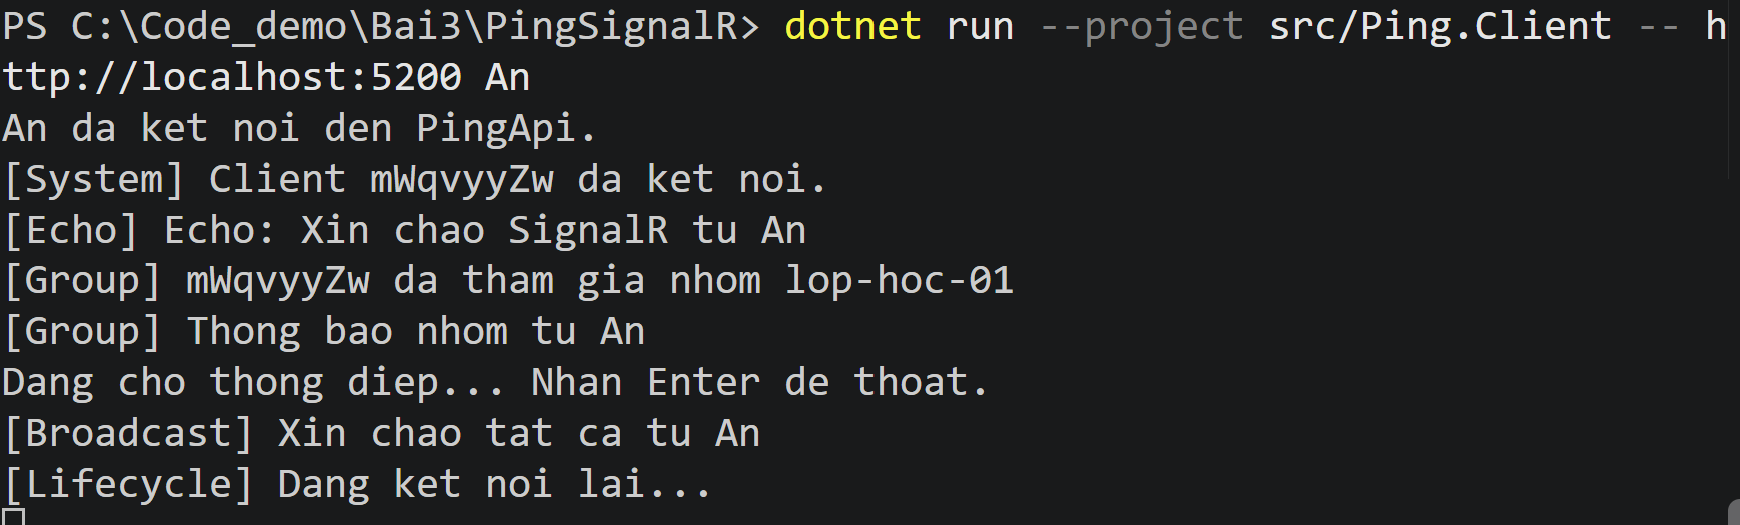 PS C:\Code_demo\Bai3\PingSignalR> dotnet run --project src/Ping.Client -- h
ttp://localhost:5200 An
An da ket noi den PingApi.
[System] Client mWqvyyZw da ket noi.
[Echo] Echo: Xin chao SignalR tu An
[Group] mWqvyyZw da tham gia nhom lop-hoc-01
[Group] Thong bao nhom tu An
Dang cho thong diep... Nhan Enter de thoat.
[Broadcast] Xin chao tat ca tu An
[Lifecycle] Dang ket noi lai...